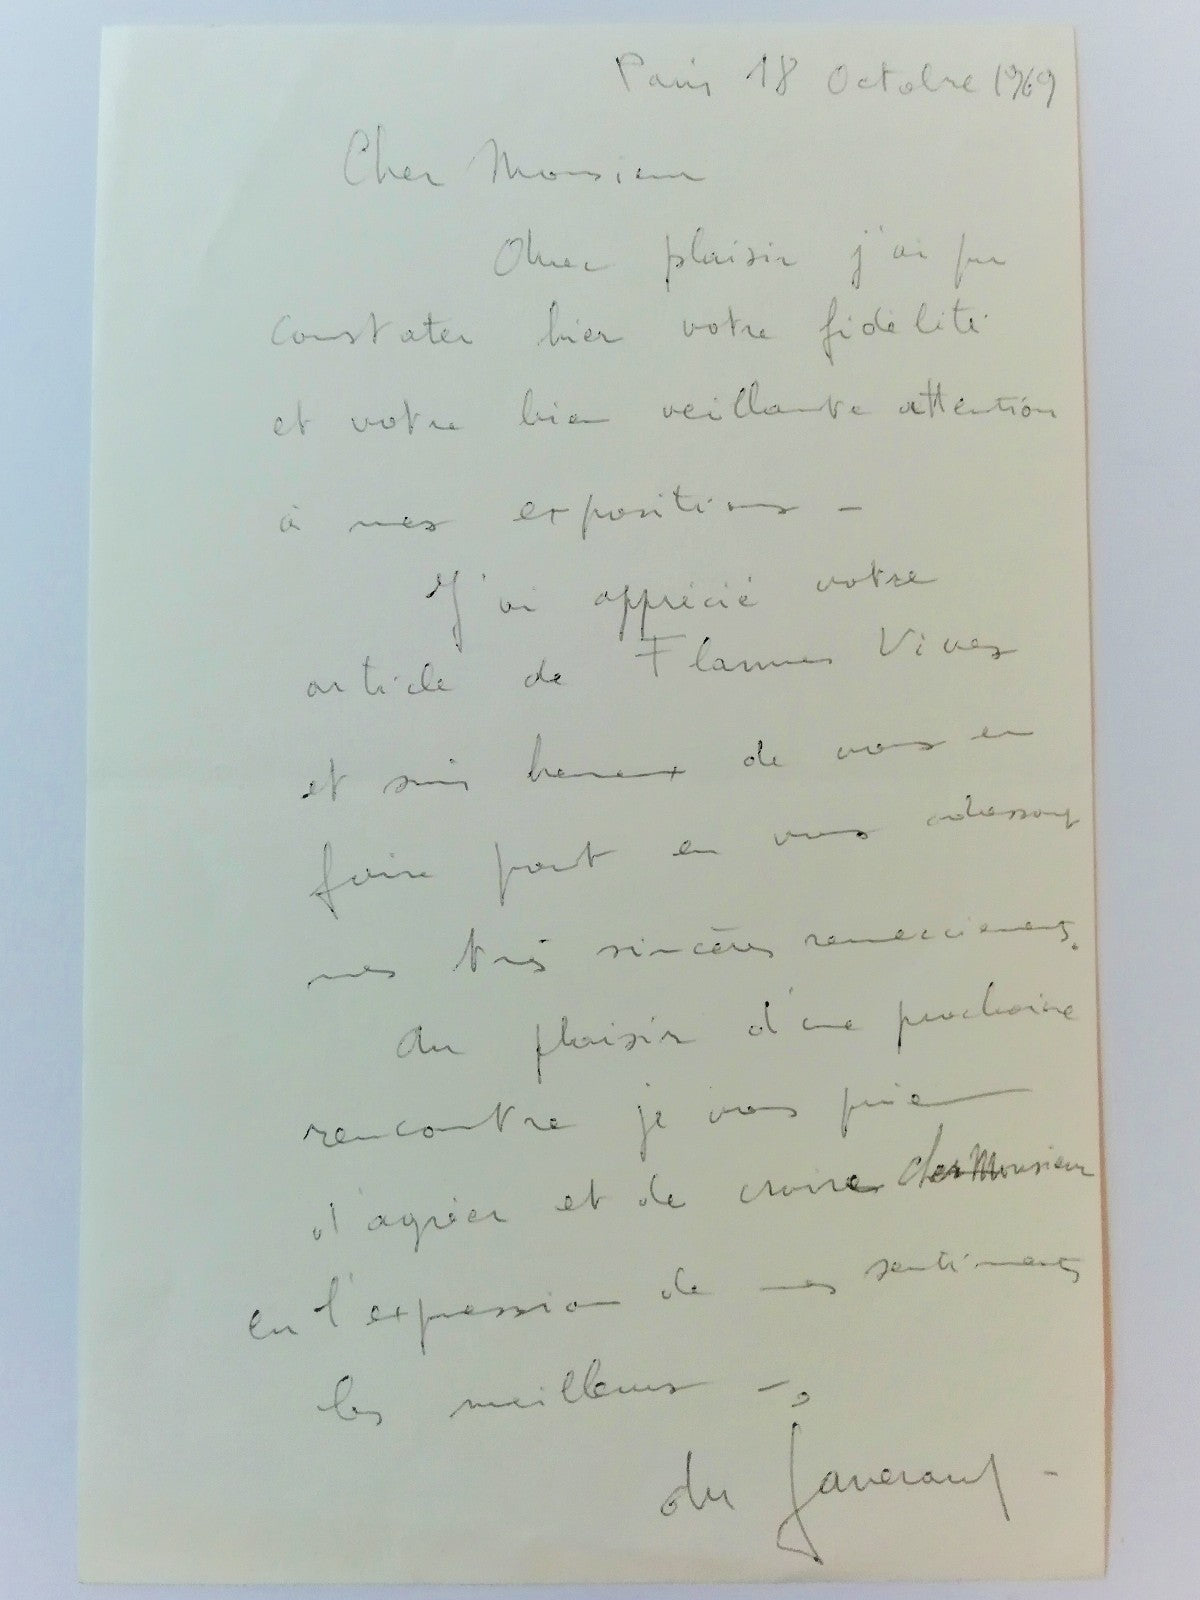 Paris 18 Octobre 1969
Cher Monsieur
Avec plaisir j'ai pu
constater hier votre fidélité
et votre bien veillante attention
à mes expositions -
J'ai apprécié votre
article de Flammes Vives
et suis heureux de vous en
faire part en vous adressant
mes très sincères remerciements.
Au plaisir d'une prochaine
rencontre je vous prie
d'agréer et de croire cher Monsieur
en l'expression de mes sentiments
les meilleurs -,
du